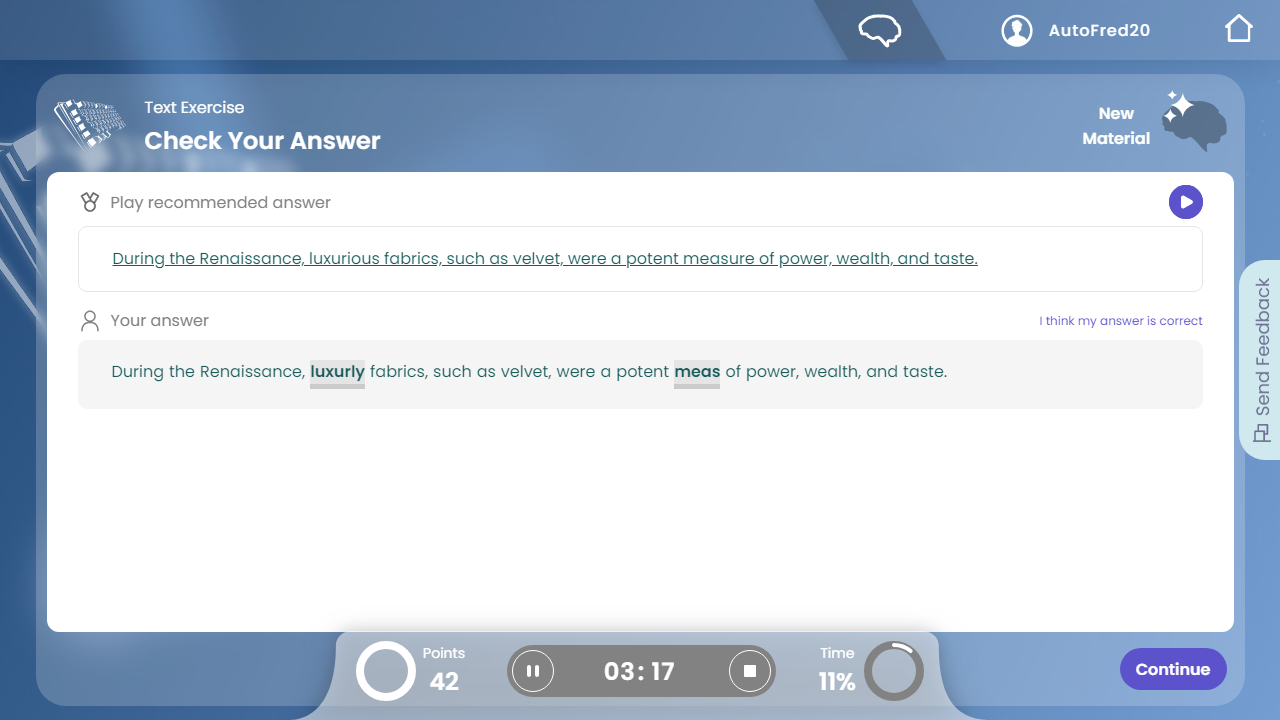 AutoFred20
Text Exercise
Check Your Answer
New
Material
Play recommended answer
During the Renaissance, luxurious fabrics, such as velvet, were a potent measure of power, wealth, and taste.
Your answer
I think my answer is correct
During the Renaissance, luxurly fabrics, such as velvet, were a potent meas of power, wealth, and taste.
Send Feedback
Points
42
03: 17
Time
11%
Continue